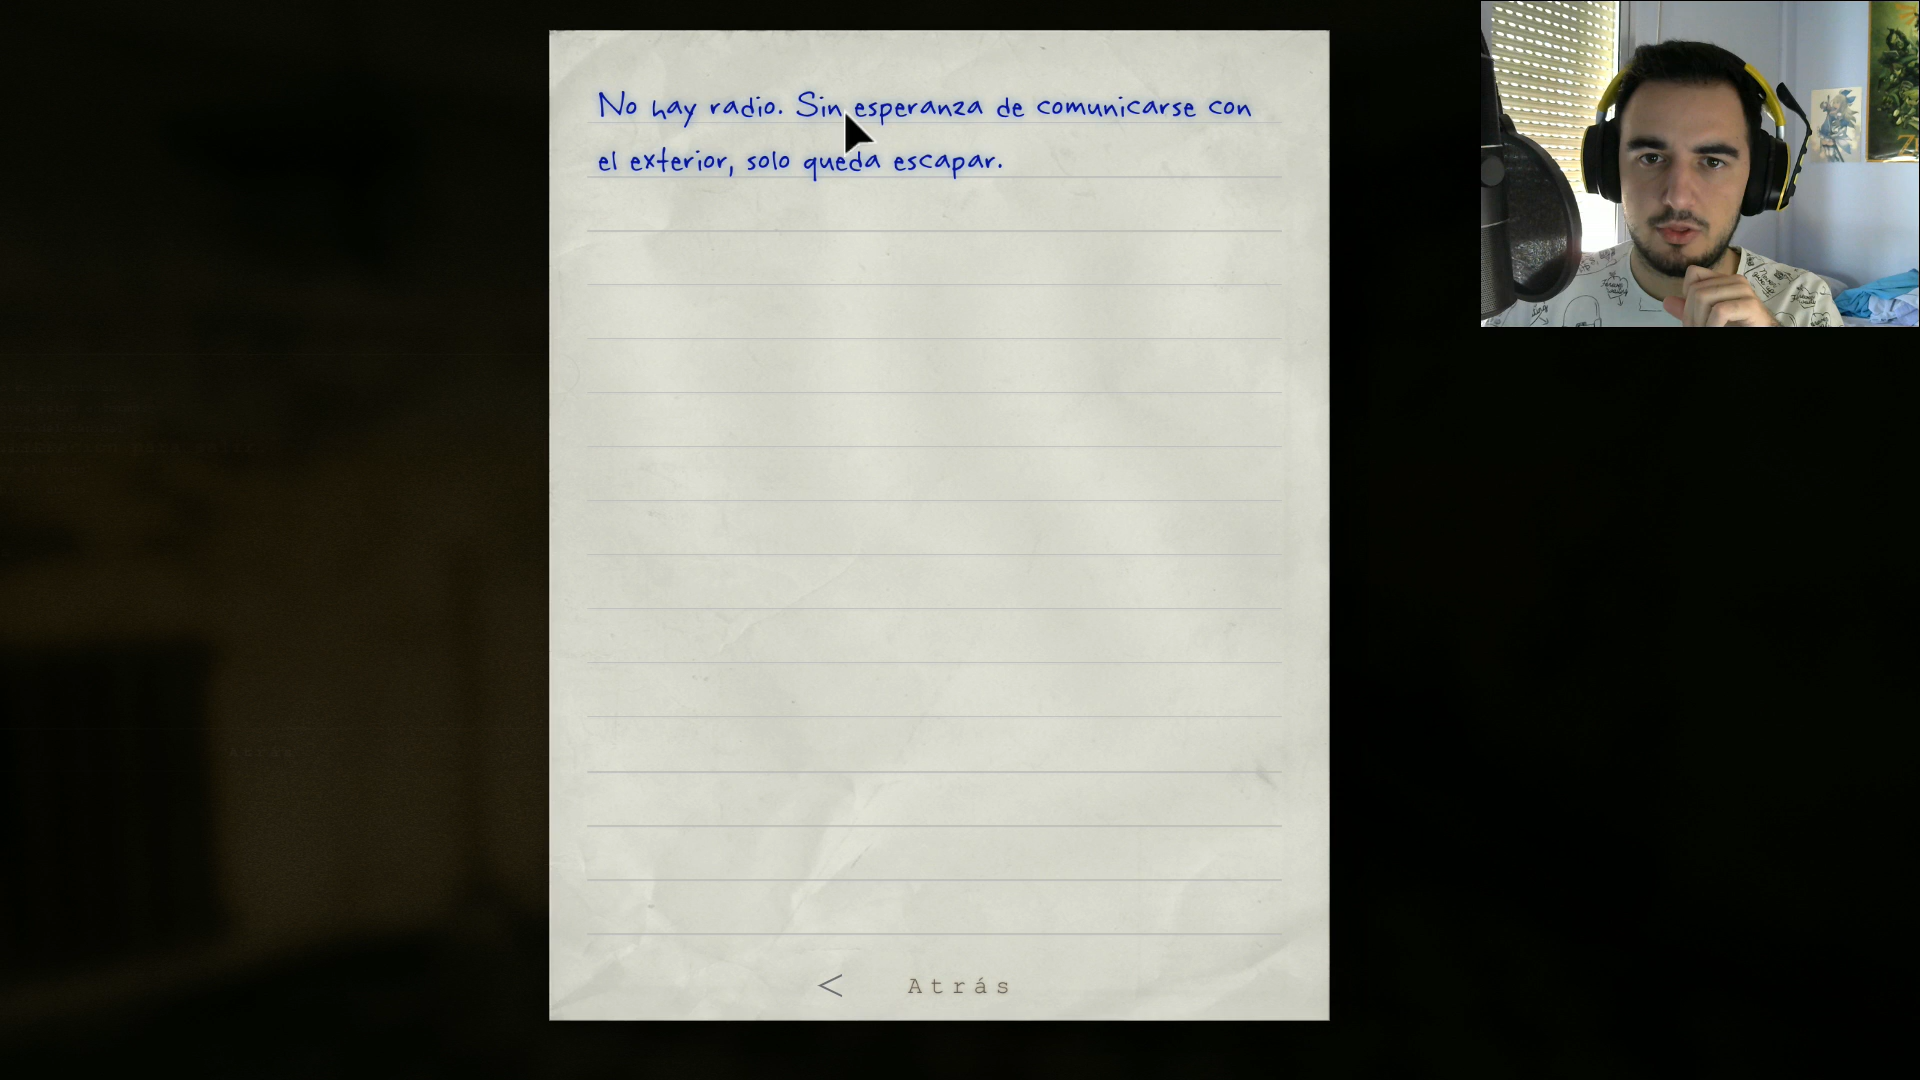 No hay radio. Sin esperanza de comunicarse con
el exterior, solo queda escapar.
< Atrás